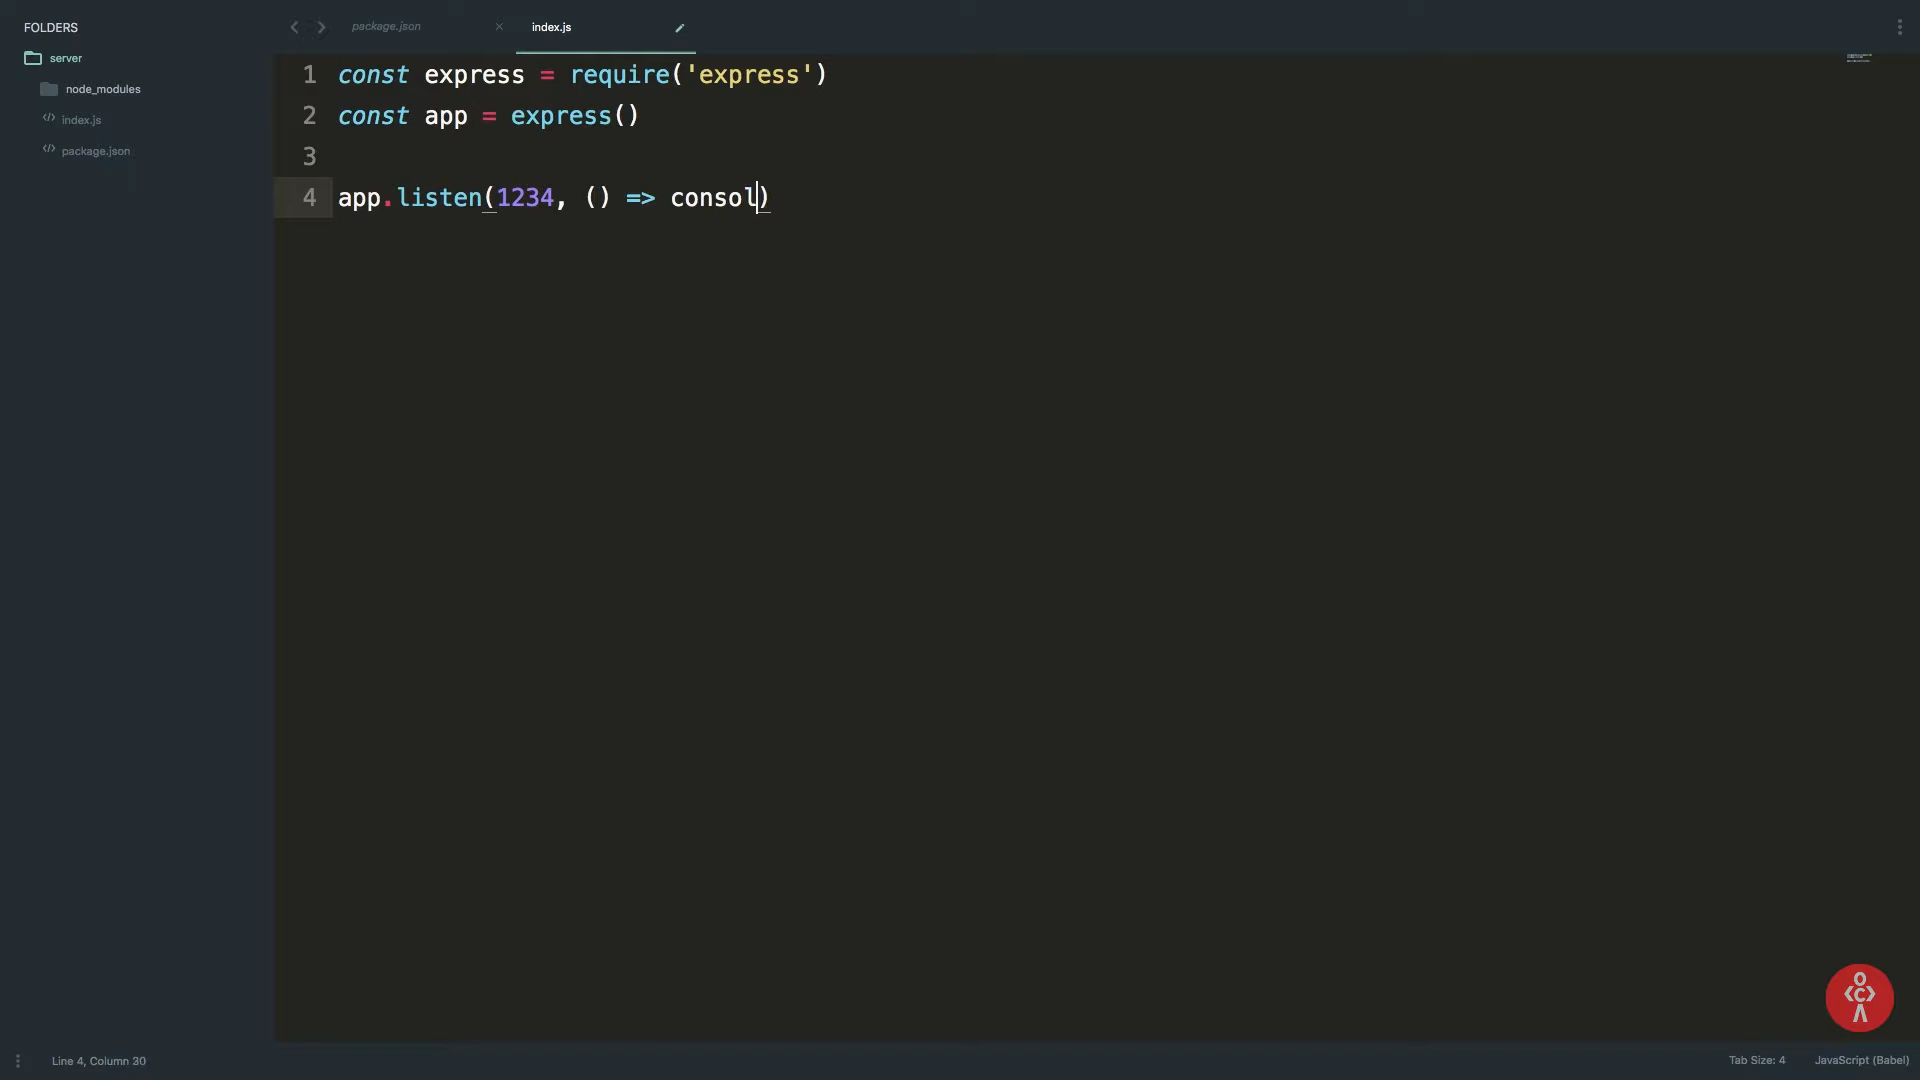 FOLDERS
server
node_modules
index.js
package.json
package.json
index.js
1 const express = require('express')
2 const app = express()
3
4 app.listen(1234, () => consol)
Line 4, Column 30
Tab Size: 4
JavaScript (Babel)